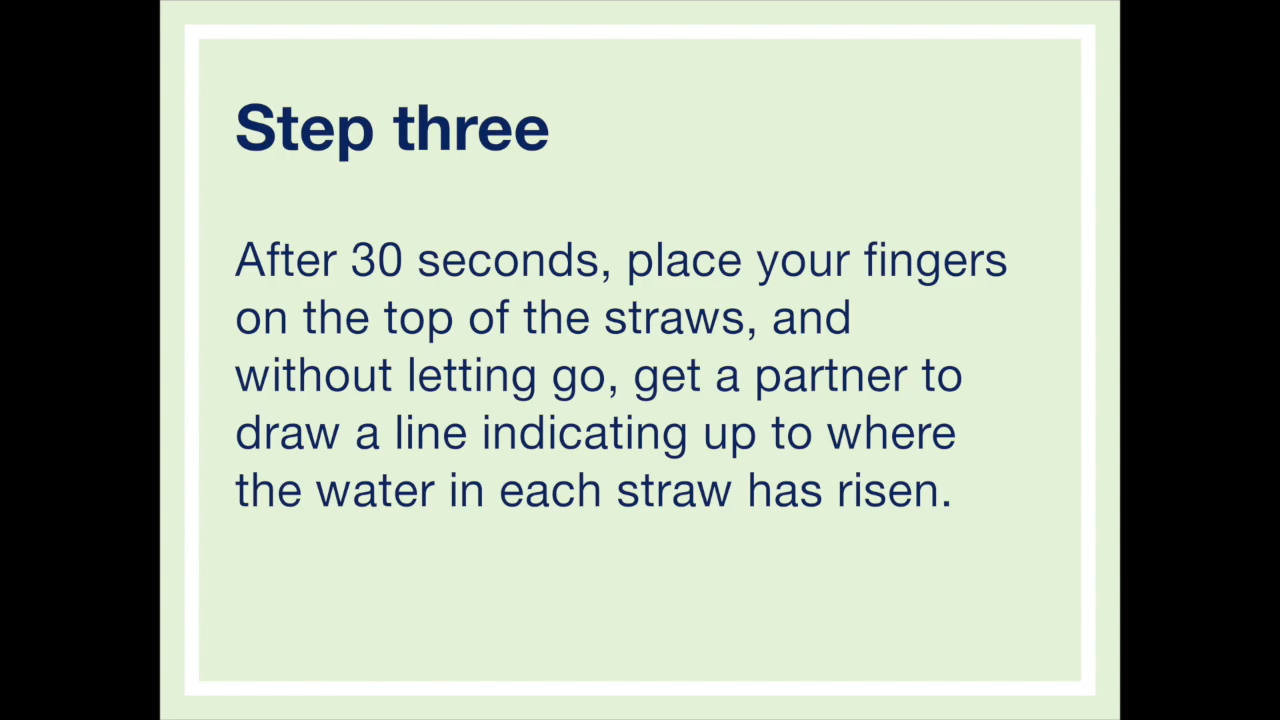 Step three
After 30 seconds, place your fingers
on the top of the straws, and
without letting go, get a partner to
draw a line indicating up to where
the water in each straw has risen.